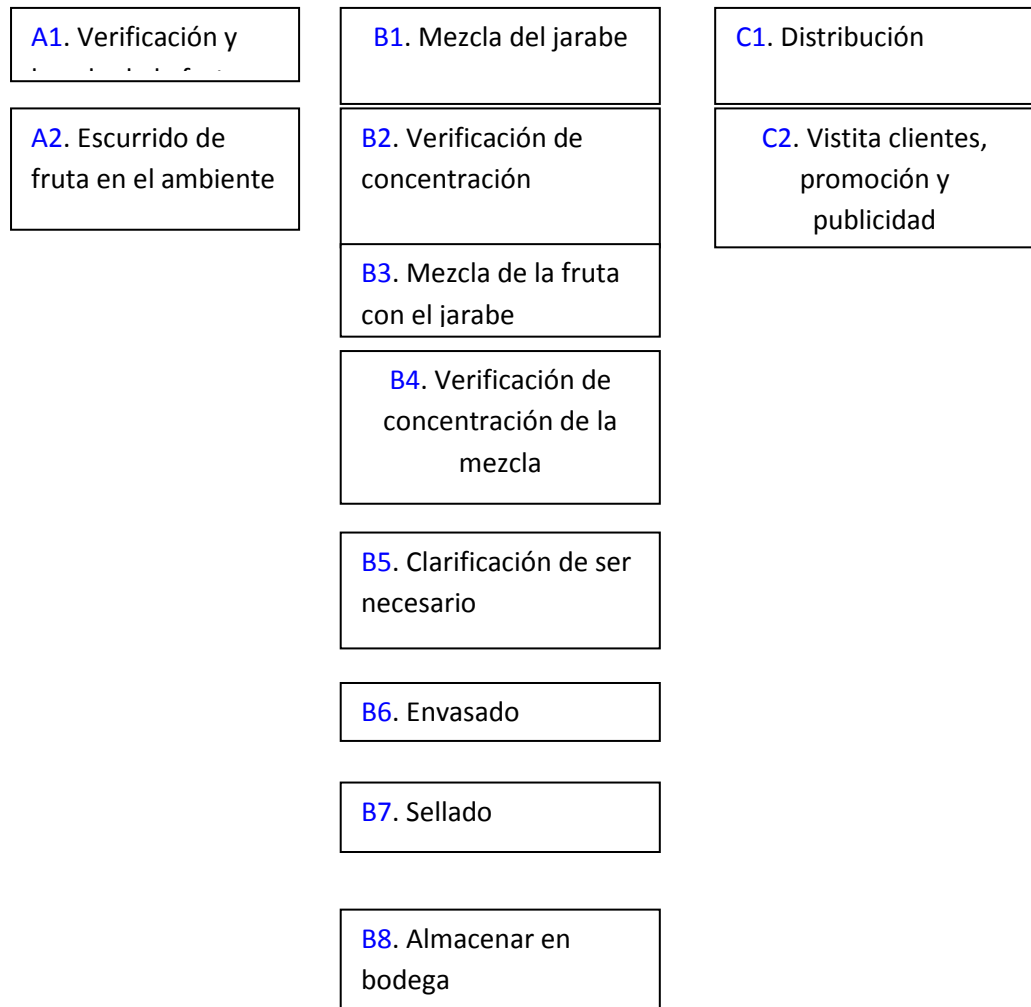 A1. Verificación y
A2. Escurrido de
fruta en el ambiente
B1. Mezcla del jarabe
B2. Verificación de
concentración
B3. Mezcla de la fruta
con el jarabe
B4. Verificación de
concentración de la
mezcla
B5. Clarificación de ser
necesario
B6. Envasado
B7. Sellado
B8. Almacenar en
bodega
C1. Distribución
C2. Vistita clientes,
promoción y
publicidad